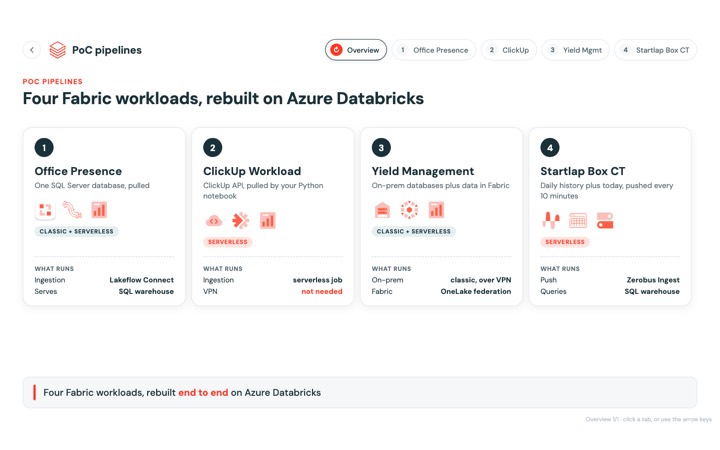 PoC pipelines
Overview
1 Office Presence
2 ClickUp
3 Yield Mgmt
4 Startlap Box CT
POC PIPELINES
Four Fabric workloads, rebuilt on Azure Databricks
1
Office Presence
One SQL Server database, pulled
CLASSIC + SERVERLESS
WHAT RUNS
Ingestion Lakeflow Connect
Serves SQL warehouse
2
ClickUp Workload
ClickUp API, pulled by your Python
notebook
SERVERLESS
WHAT RUNS
Ingestion serverless job
VPN not needed
3
Yield Management
On-prem databases plus data in Fabric
CLASSIC + SERVERLESS
WHAT RUNS
On-prem classic, over VPN
Fabric OneLake federation
4
Startlap Box CT
Daily history plus today, pushed every
10 minutes
SERVERLESS
WHAT RUNS
Push Zerobus Ingest
Queries SQL warehouse
Four Fabric workloads, rebuilt end to end on Azure Databricks
Overview 1/1 · click a tab, or use the arrow keys